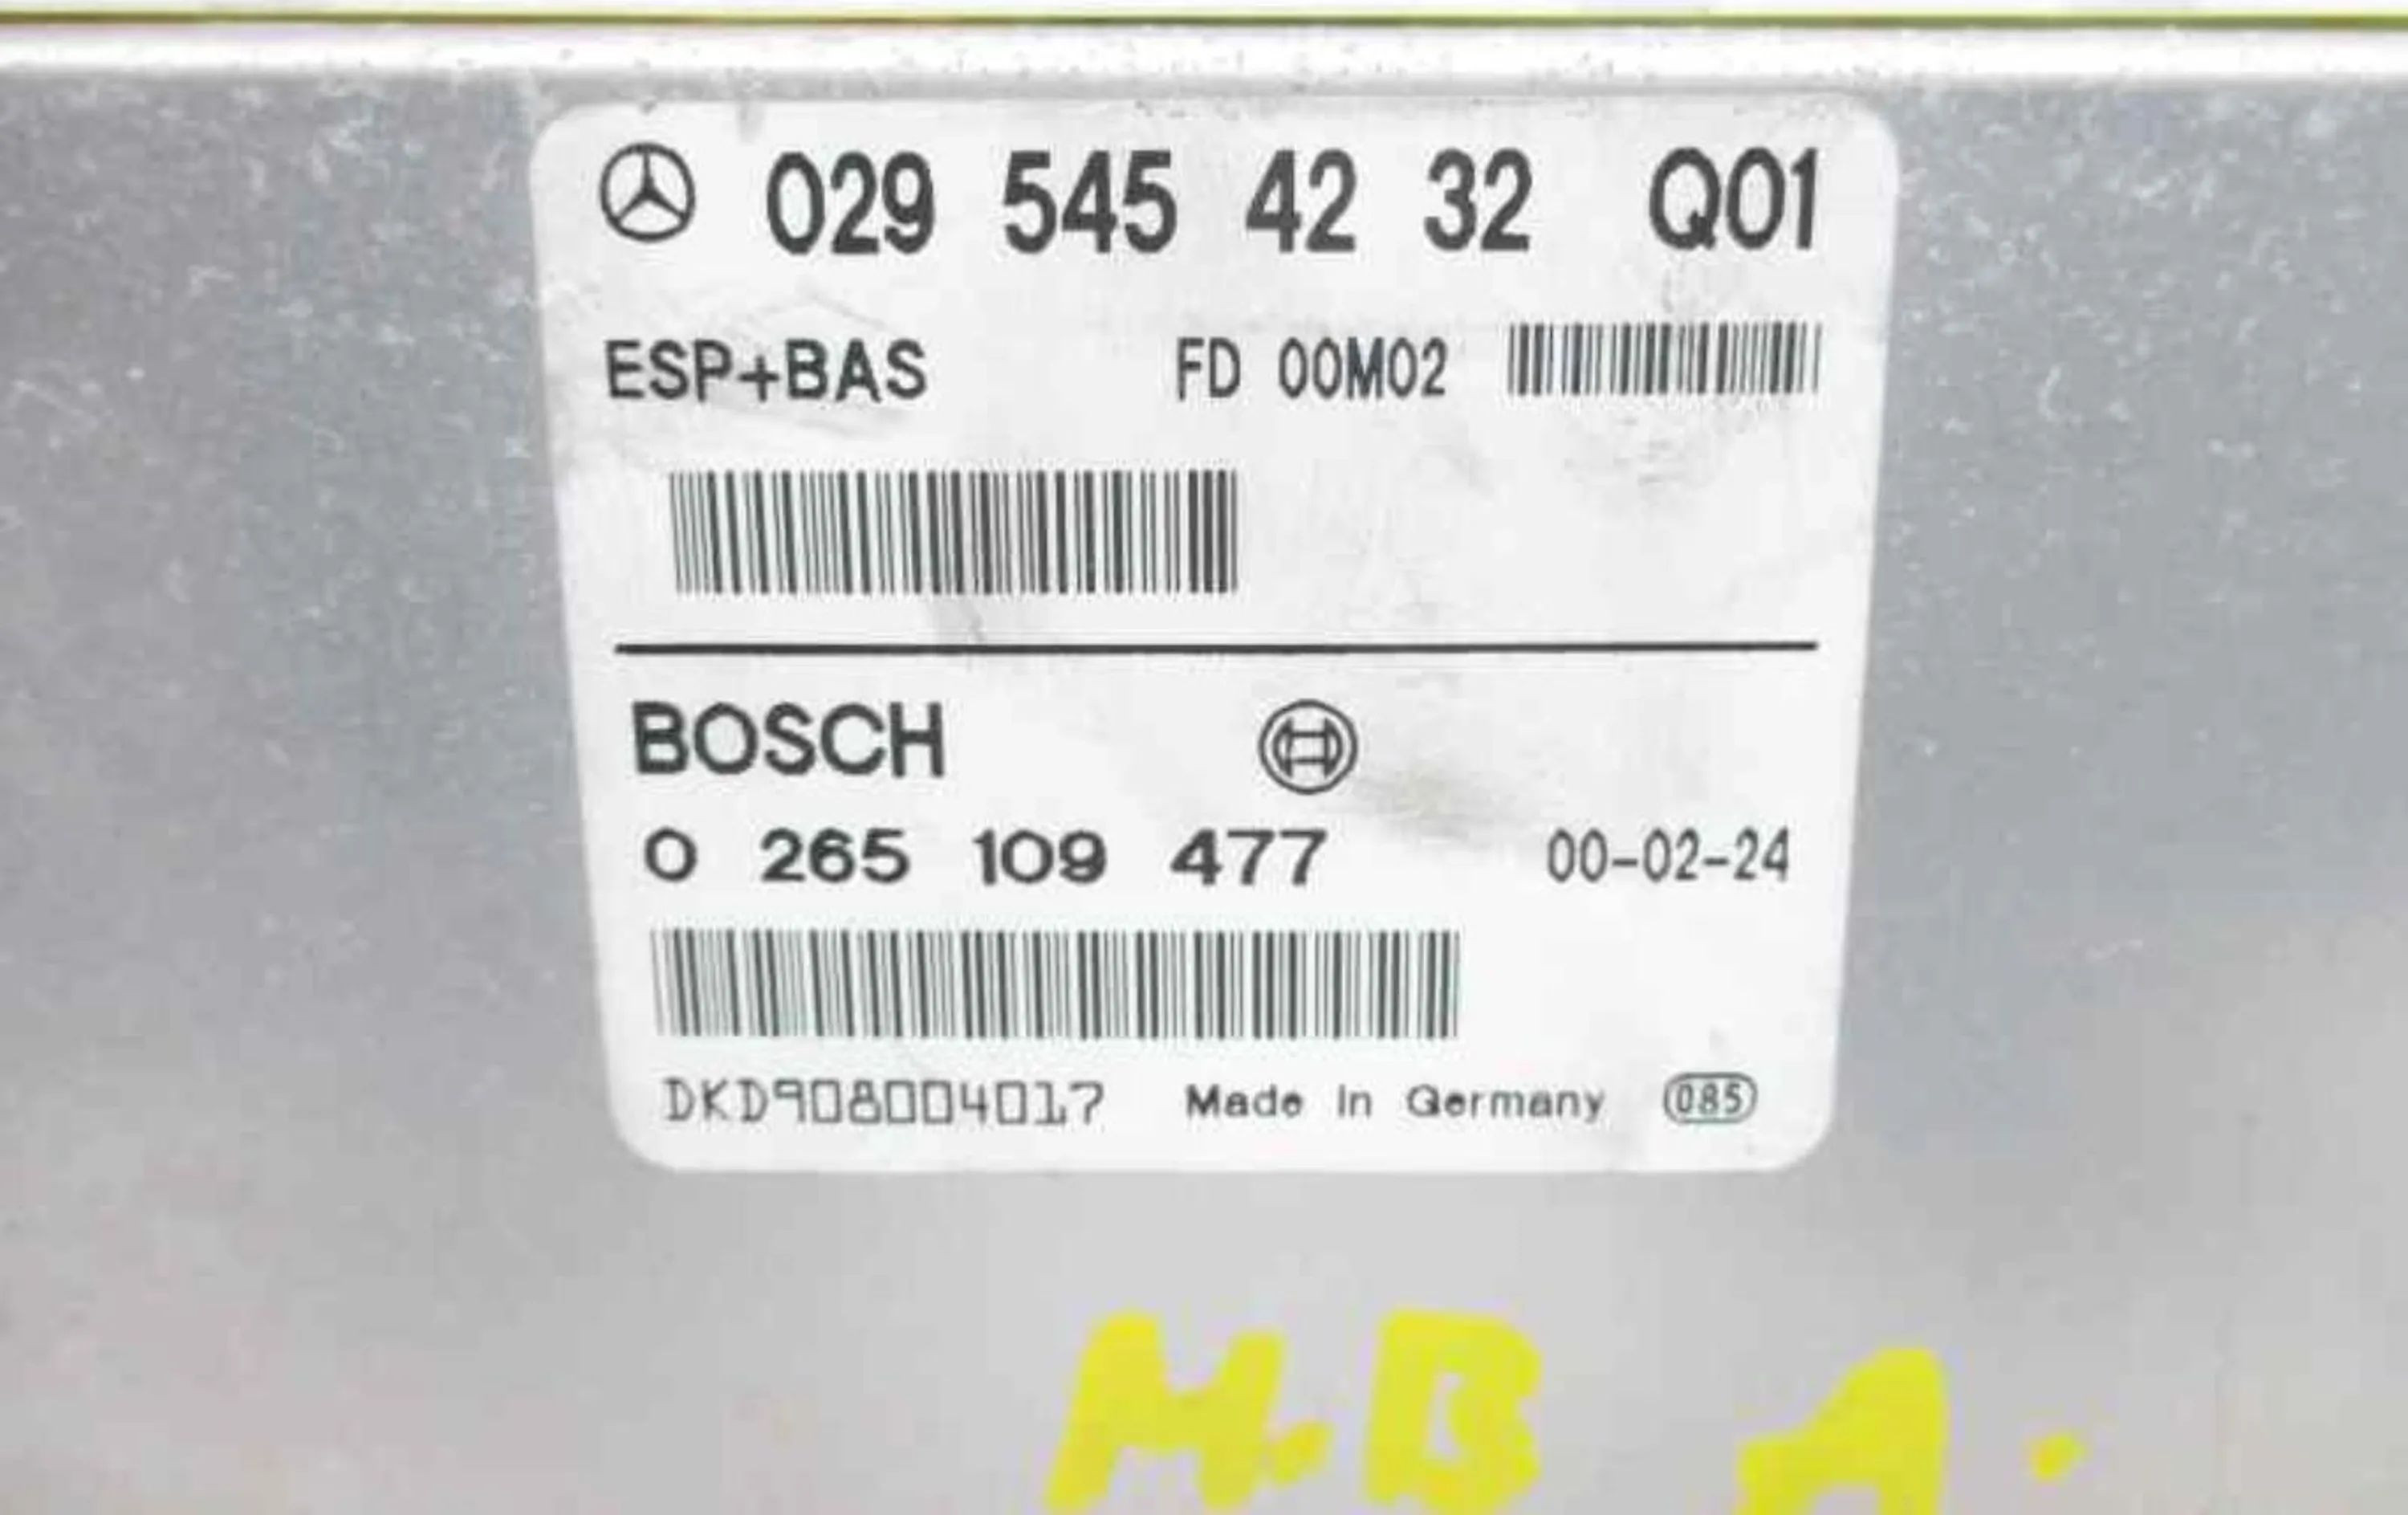 029 545 42 32 Q01
ESP+BAS FD 00M02
BOSCH
0 265 109 477 00-02-24
DKD908004017 Made in Germany 085
M.B A.